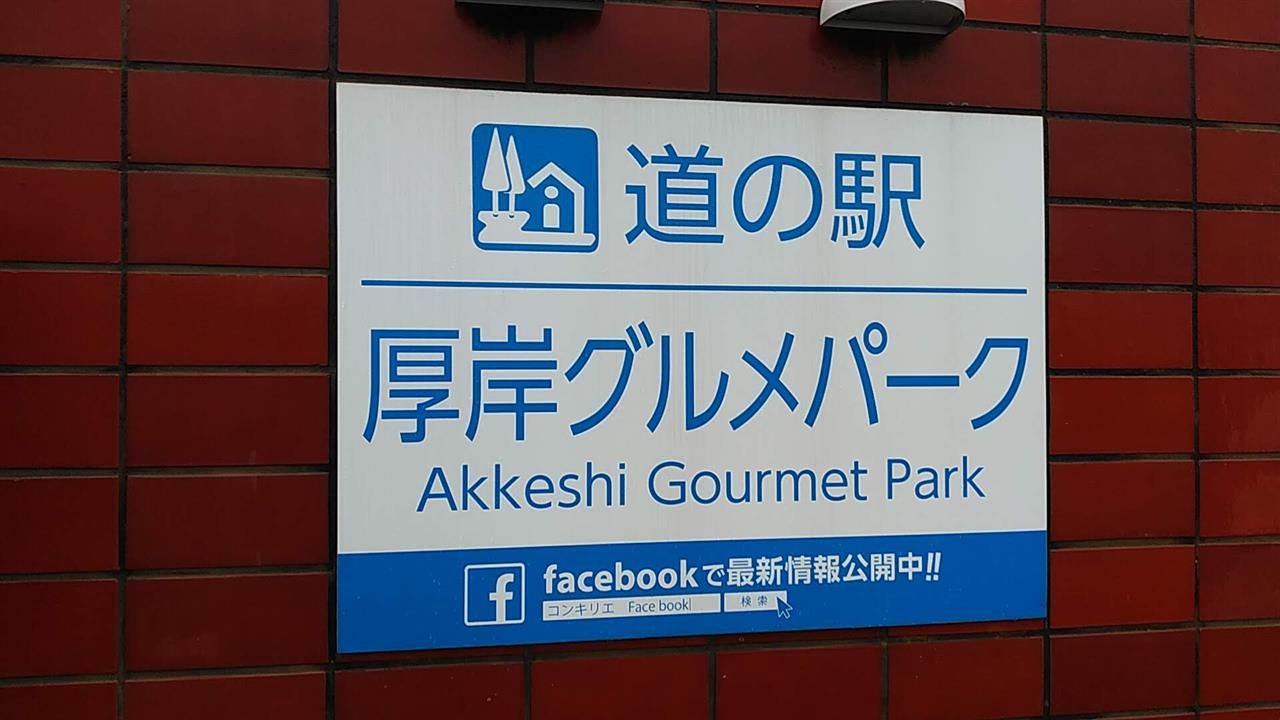 道の駅
厚岸グルメパーク
Akkeshi Gourmet Park
f facebookで最新情報公開中!!
コンキリエ Face book 検索